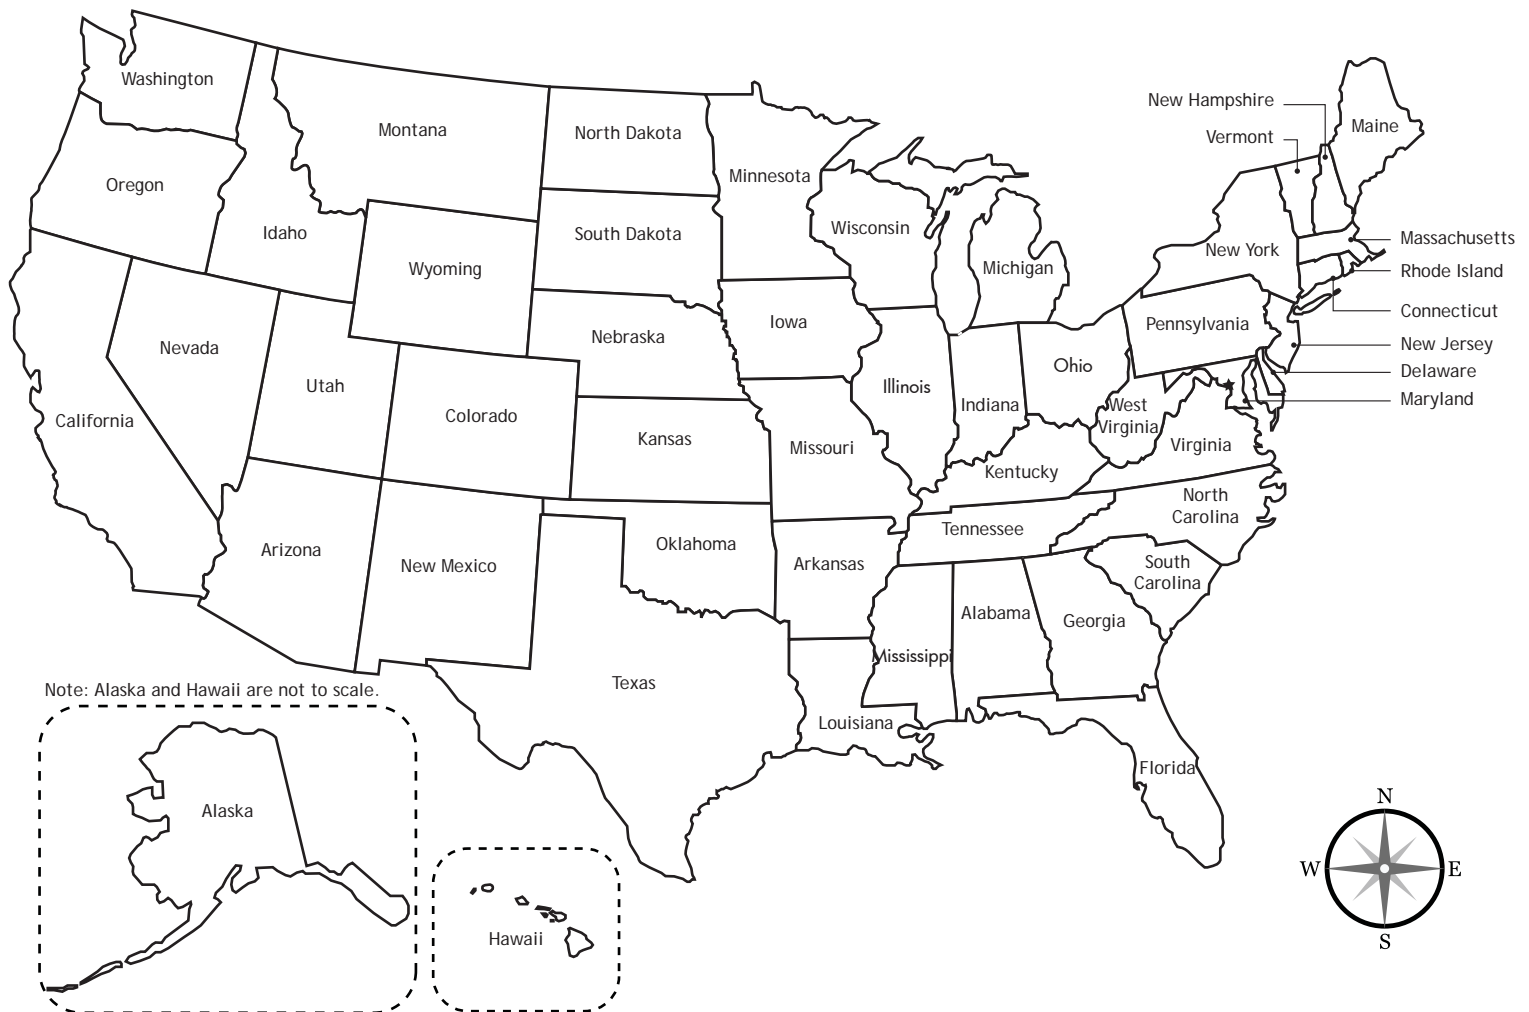 Washington
Montana
North Dakota
Minnesota
New Hampshire
Vermont
Maine
Oregon
Idaho
Wyoming
South Dakota
Wisconsin
Michigan
New York
Massachusetts
Rhode Island
Connecticut
New Jersey
Delaware
Maryland
Nevada
Utah
Colorado
Nebraska
Iowa
Illinois
Indiana
Ohio
Pennsylvania
California
Kansas
Missouri
Kentucky
West
Virginia
Virginia
Arizona
New Mexico
Oklahoma
Arkansas
Tennessee
North
Carolina
South
Carolina
Texas
Louisiana
Mississippi
Alabama
Georgia
Florida
Note: Alaska and Hawaii are not to scale.
Alaska
Hawaii
N
W
E
S